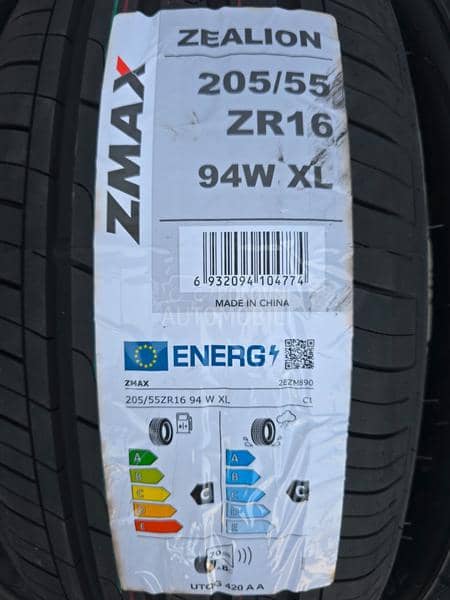 ZMAX
ZEALION
205/55
ZR16
94W XL
6 932094 104774
MADE IN CHINA
ENERG
ZMAX 2EZM890
205/55ZR16 94 W XL C1
A
B
C
D
E
C
A
B
C
D
E
C
UTQG 420 A A